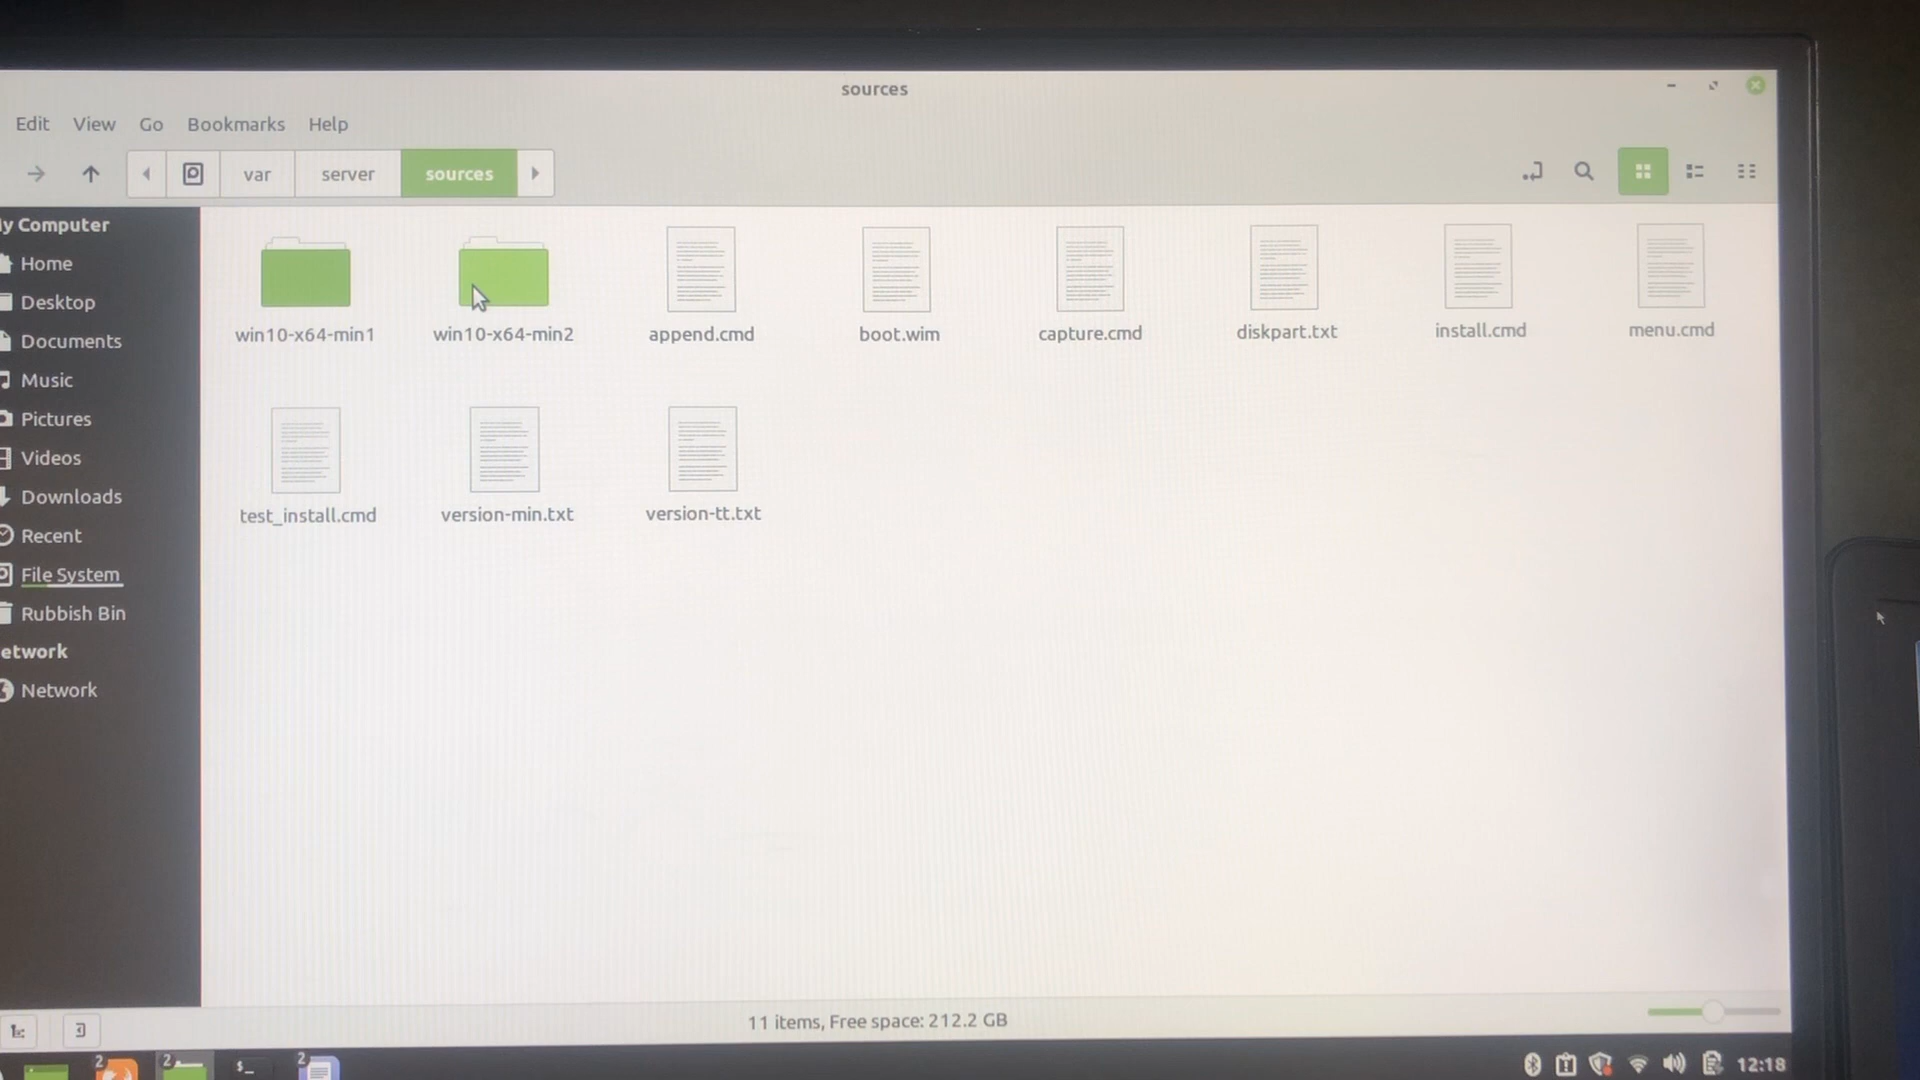 sources
Edit View Go Bookmarks Help
var server sources
y Computer
Home
Desktop
Documents
Music
Pictures
Videos
Downloads
Recent
File System
Rubbish Bin
etwork
Network
win10-x64-min1 win10-x64-min2 append.cmd boot.wim capture.cmd diskpart.txt install.cmd menu.cmd
test_install.cmd version-min.txt version-tt.txt
11 items, Free space: 212.2 GB
2 2 $_ 2 12:18